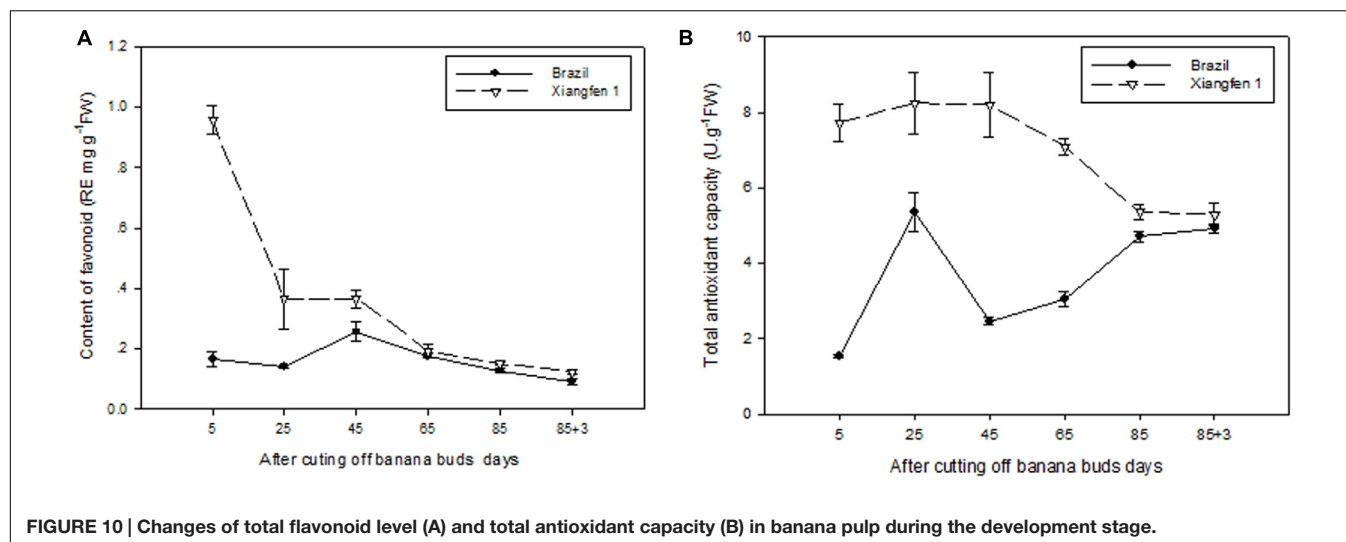 A
1.2
1.0
.8
.6
.4
.2
0.0
Content of favonoid (RE mg g-1FW)
Brazil
Xiangfen 1
5 25 45 65 85 85+3
After cuting off banana buds days
B
10
8
6
4
2
0
Total antioxidant capacity (U.g-1FW)
Brazil
Xiangfen 1
5 25 45 65 85 85+3
After cutting off banana buds days
FIGURE 10 | Changes of total flavonoid level (A) and total antioxidant capacity (B) in banana pulp during the development stage.